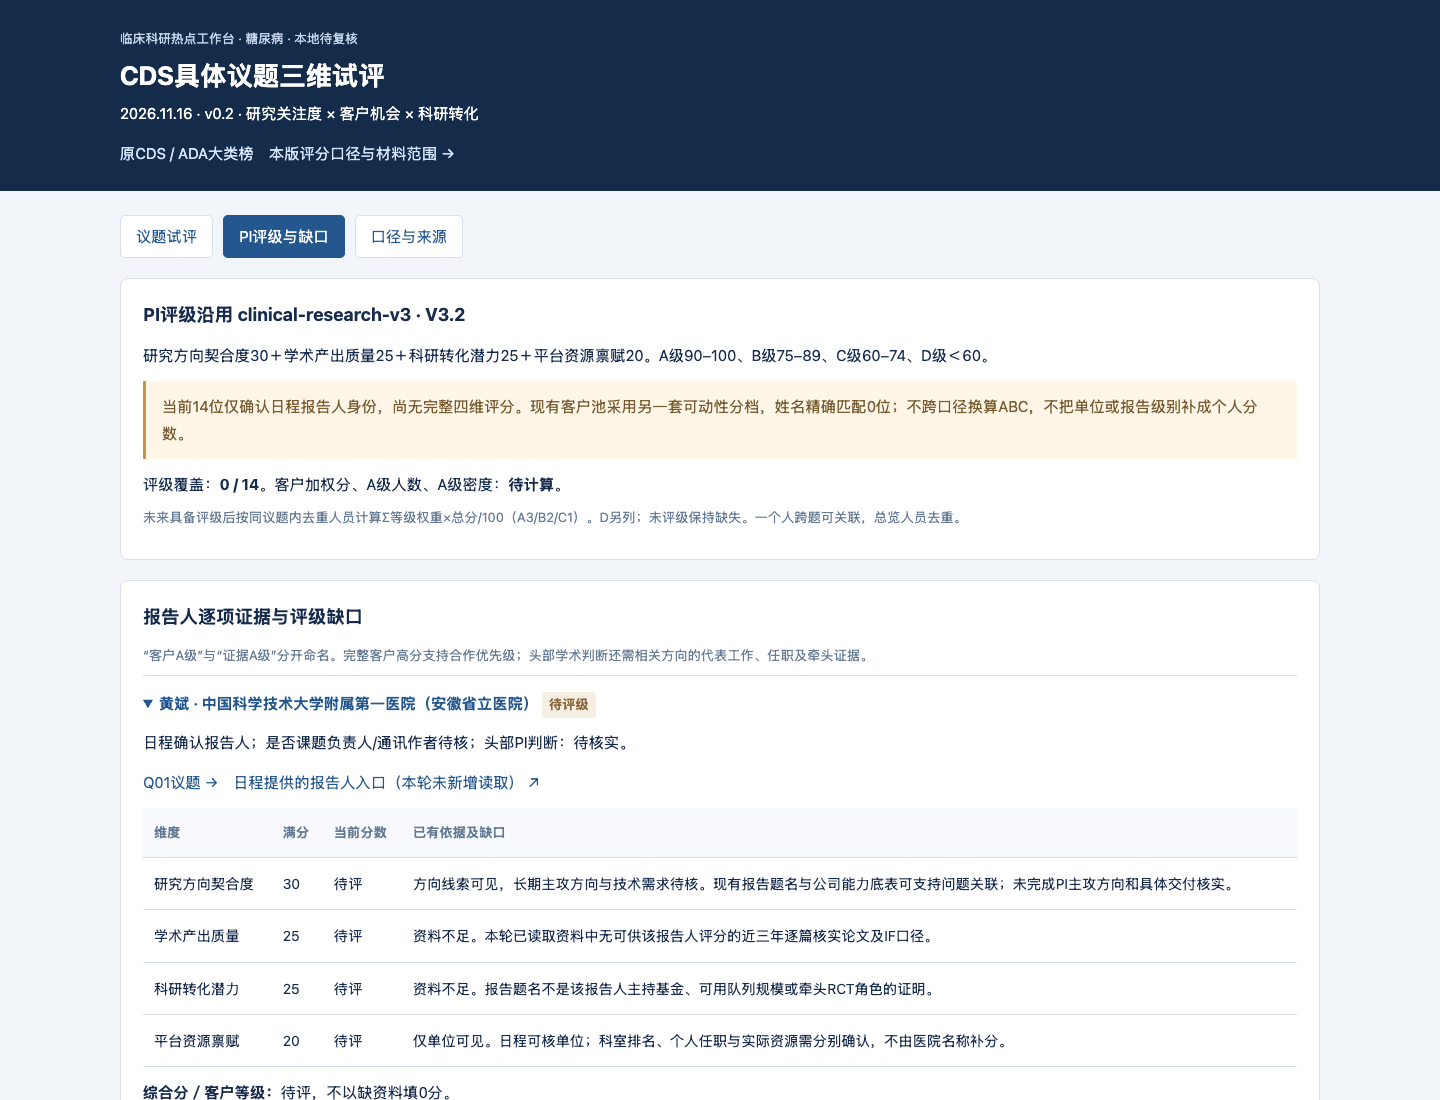 临床科研热点工作台 · 糖尿病 · 本地待复核
CDS具体议题三维试评
2026.11.16 · v0.2 · 研究关注度 × 客户机会 × 科研转化
原CDS / ADA大类榜 本版评分口径与材料范围 →
议题试评 PI评级与缺口 口径与来源
PI评级沿用 clinical-research-v3 · V3.2
研究方向契合度30＋学术产出质量25＋科研转化潜力25＋平台资源禀赋20。A级90–100、B级75–89、C级60–74、D级＜60。
当前14位仅确认日程报告人身份，尚无完整四维评分。现有客户池采用另一套可动性分档，姓名精确匹配0位；不跨口径换算ABC，不把单位或报告级别补成个人分
数。
评级覆盖：0 / 14。客户加权分、A级人数、A级密度：待计算。
未来具备评级后按同议题内去重人员计算Σ等级权重×总分/100（A3/B2/C1）。D另列；未评级保持缺失。一个人跨题可关联，总览人员去重。
报告人逐项证据与评级缺口
“客户A级”与“证据A级”分开命名。完整客户高分支持合作优先级；头部学术判断还需相关方向的代表工作、任职及牵头证据。
▼ 黄斌 · 中国科学技术大学附属第一医院（安徽省立医院） 待评级
日程确认报告人；是否课题负责人/通讯作者待核；头部PI判断：待核实。
Q01议题 → 日程提供的报告人入口（本轮未新增读取） ↗
维度 满分 当前分数 已有依据及缺口
研究方向契合度 30 待评 方向线索可见，长期主攻方向与技术需求待核。现有报告题名与公司能力底表可支持问题关联；未完成PI主攻方向和具体交付核实。
学术产出质量 25 待评 资料不足。本轮已读取资料中无可供该报告人评分的近三年逐篇核实论文及IF口径。
科研转化潜力 25 待评 资料不足。报告题名不是该报告人主持基金、可用队列规模或牵头RCT角色的证明。
平台资源禀赋 20 待评 仅单位可见。日程可核单位；科室排名、个人任职与实际资源需分别确认，不由医院名称补分。
综合分 / 客户等级：待评，不以缺资料填0分。